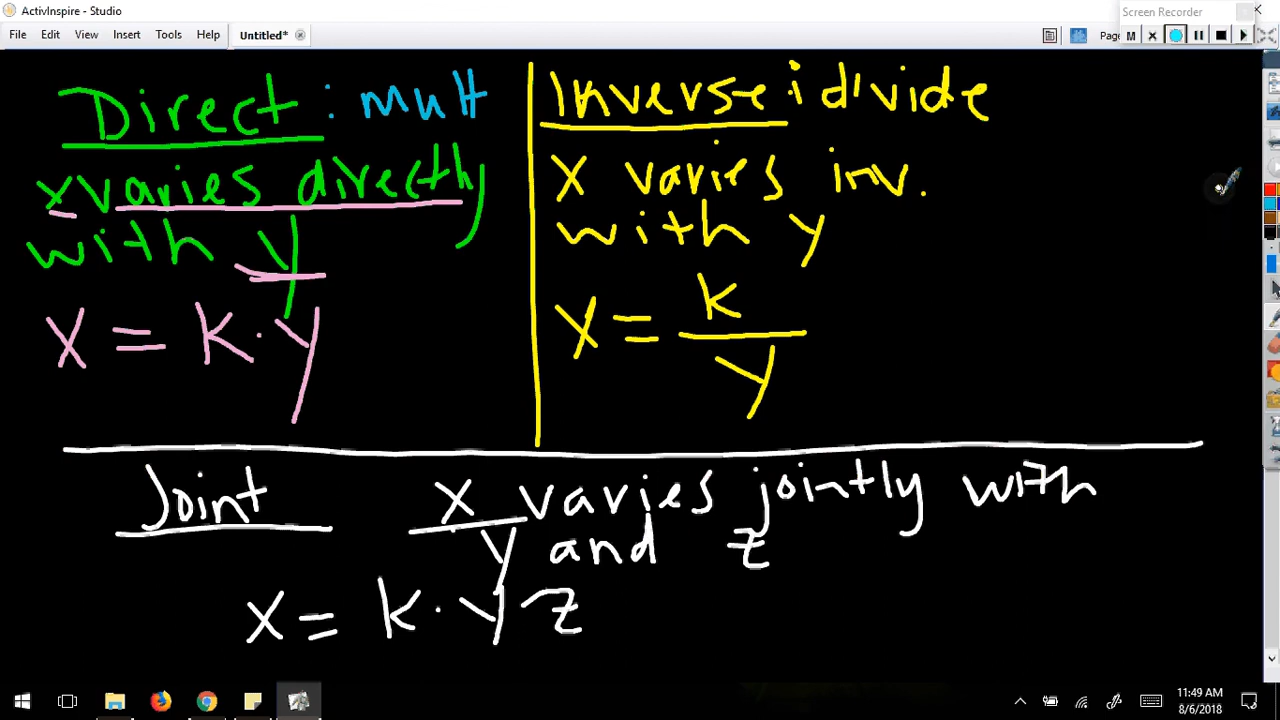 ActivInspire - Studio
Screen Recorder
File Edit View Insert Tools Help Untitled* Page
M
Direct : mult
x varies directly
with y
x = k · y
Inverse : divide
x varies inv.
with y
x = k
y
Joint x varies jointly with
y and z
x = k · y z
11:49 AM
8/6/2018